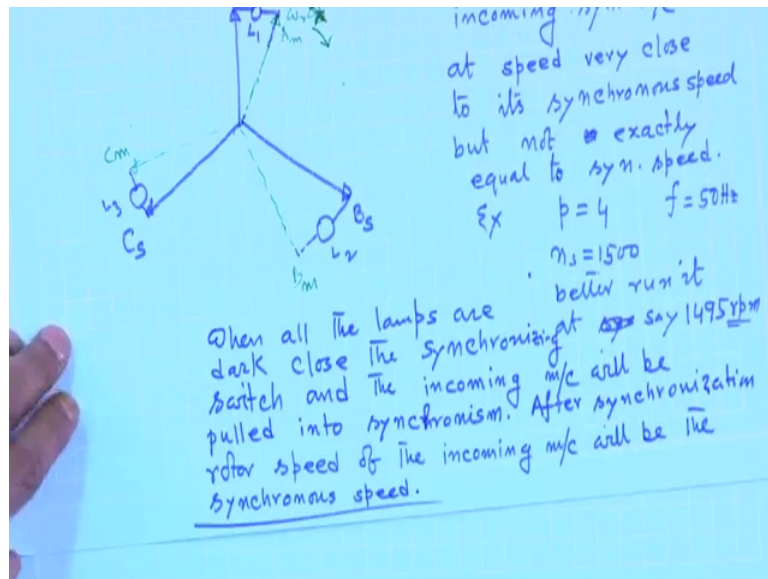 L1
Am
incoming
at speed very close
to its synchronous speed
but not exactly
equal to syn. speed.
Ex p=4 f=50Hz
ns=1500
better run it
at say 1495 rpm
Cm
L3
Cs
Bs
L2
Bm
When all the lamps are
dark close the synchronizing
switch and the incoming m/c will be
pulled into synchronism. After synchronization
rotor speed of the incoming m/c will be the
synchronous speed.